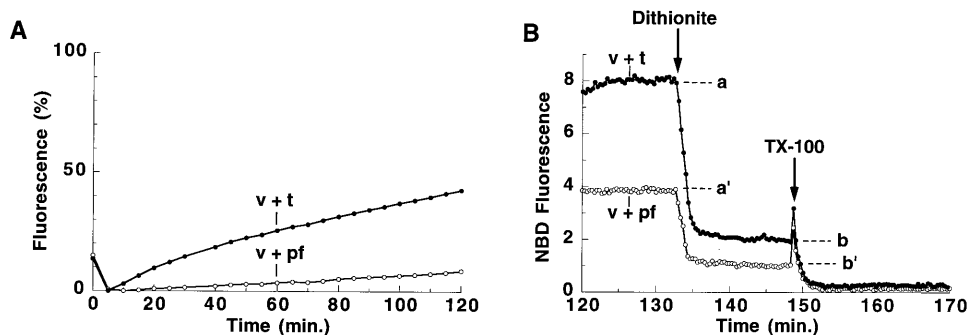 A
100
50
0
Fluorescence (%)
v + t
v + pf
0 20 40 60 80 100 120
Time (min.)
B
Dithionite
v + t
a
8
6
4
2
0
NBD Fluorescence
TX-100
a'
v + pf
b
b'
120 130 140 150 160 170
Time (min.)